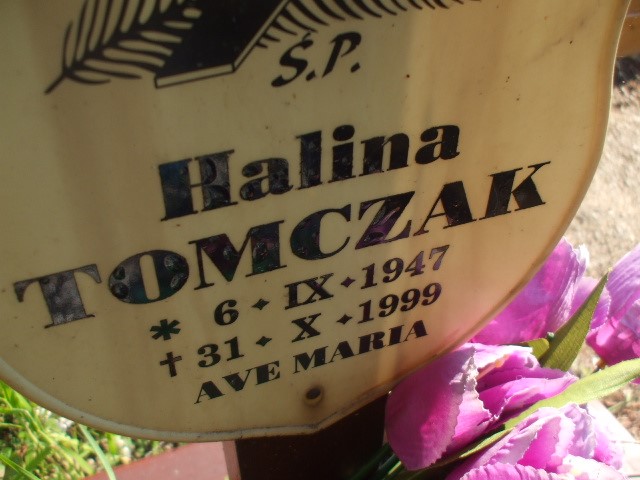 Ś.P.
Halina
TOMCZAK
* 6 • IX • 1947
† 31 • X • 1999
AVE MARIA